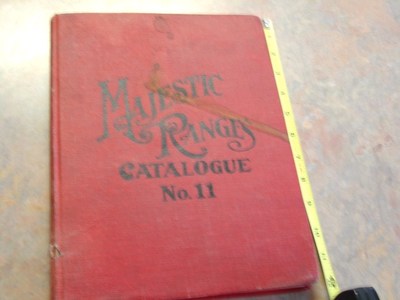 MAJESTIC
RANGES
CATALOGUE
No. 11